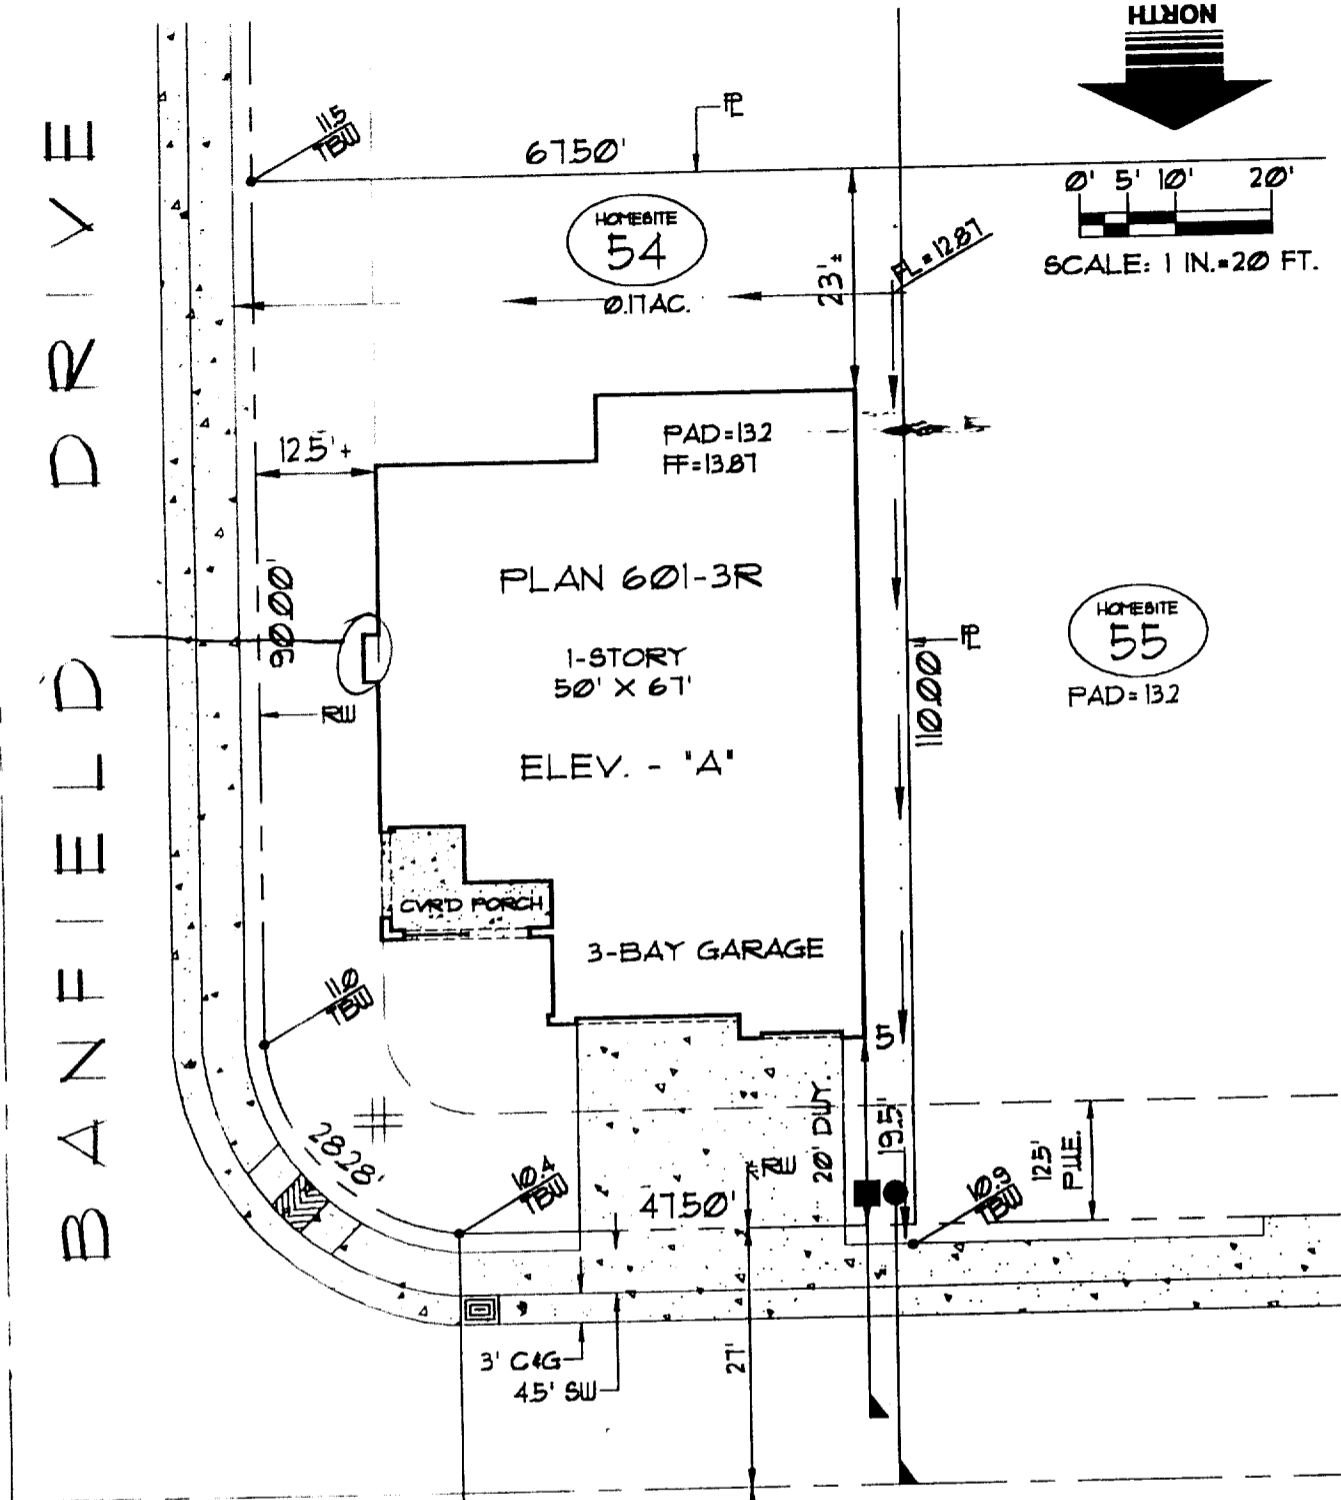 NORTH
0' 5' 10' 20'
SCALE: 1 IN.=20 FT.
BANFIELD DRIVE
11.5
TBW
67.50'
PL
HOMESITE
54
0.17 AC.
23'±
FL=12.87
12.5'±
PAD=13.2
FF=13.87
90.00'
PLAN 601-3R
1-STORY
50' X 67'
ELEV. - "A"
R/W
PL
110.00'
HOMESITE
55
PAD=13.2
CVR'D PORCH
3-BAY GARAGE
11.0
TBW
5'
20' DWY.
19.5'
12.5'
P.U.E.
28.28'
10.4
TBW
47.50'
R/W
10.9
TBW
3' C&G
4.5' SW
27'